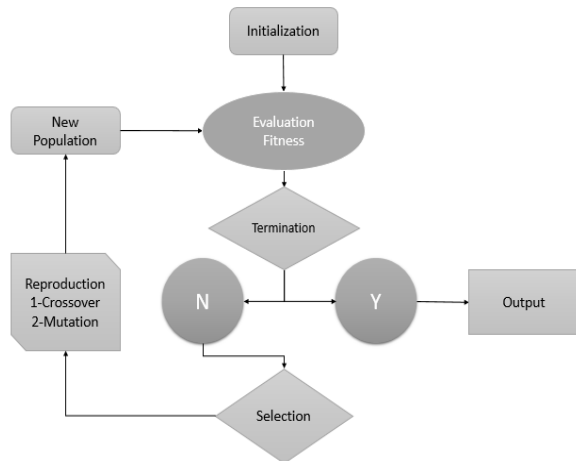 Initialization
New
Population
Evaluation
Fitness
Termination
Reproduction
1-Crossover
2-Mutation
N
Y
Output
Selection